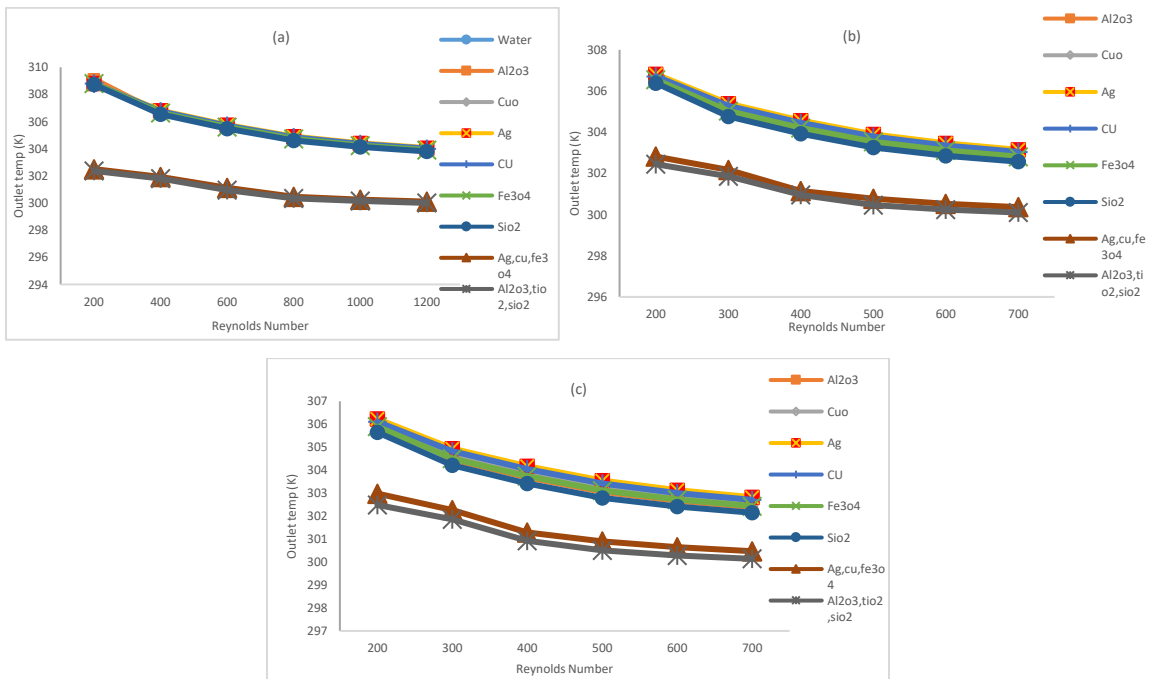 (a)
310
308
306
304
302
300
298
296
294
Outlet temp (K)
200 400 600 800 1000 1200
Reynolds Number
Water
Al2o3
Cuo
Ag
CU
Fe3o4
Sio2
Ag,cu,fe3
o4
Al2o3,tio
2,sio2
(b)
308
306
304
302
300
298
296
Outlet temp (K)
200 300 400 500 600 700
Reynolds Number
Al2o3
Cuo
Ag
CU
Fe3o4
Sio2
Ag,cu,fe
3o4
Al2o3,ti
o2,sio2
(c)
307
306
305
304
303
302
301
300
299
298
297
Outlet temp (K)
200 300 400 500 600 700
Reynolds Number
Al2o3
Cuo
Ag
CU
Fe3o4
Sio2
Ag,cu,fe3o
4
Al2o3,tio2
,sio2